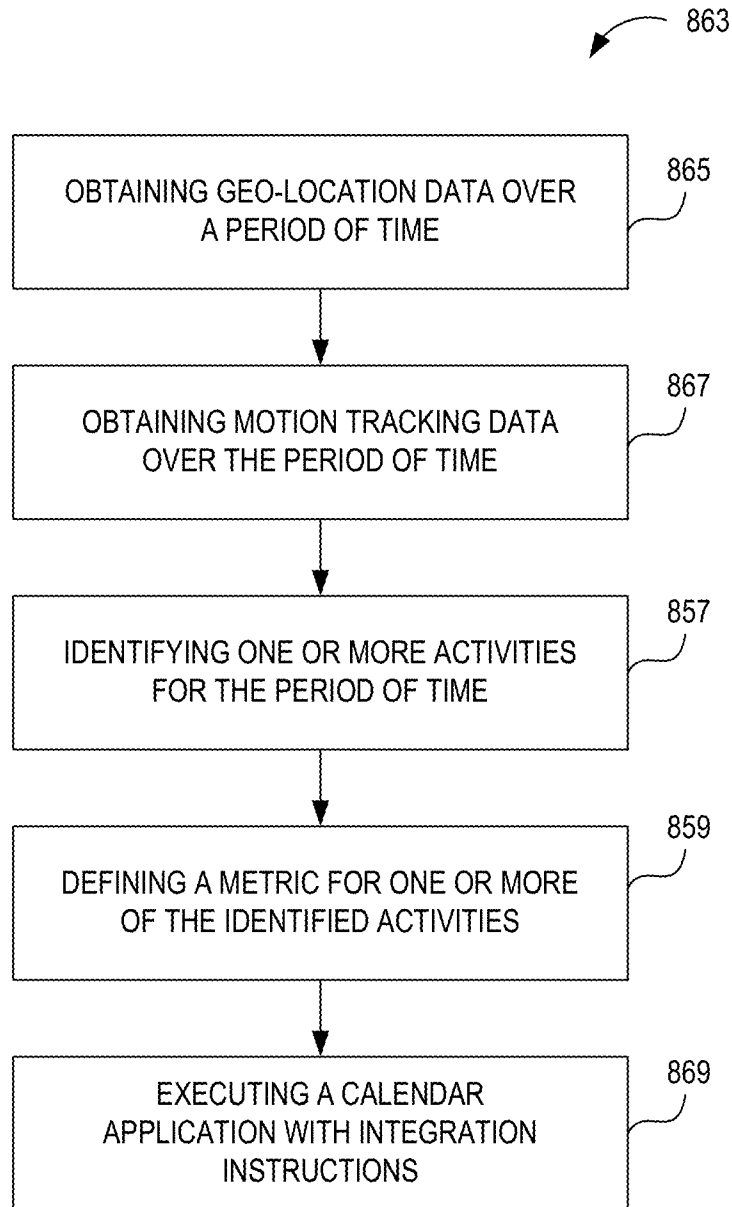 863
OBTAINING GEO-LOCATION DATA OVER
A PERIOD OF TIME
865
OBTAINING MOTION TRACKING DATA
OVER THE PERIOD OF TIME
867
IDENTIFYING ONE OR MORE ACTIVITIES
FOR THE PERIOD OF TIME
857
DEFINING A METRIC FOR ONE OR MORE
OF THE IDENTIFIED ACTIVITIES
859
EXECUTING A CALENDAR
APPLICATION WITH INTEGRATION
INSTRUCTIONS
869